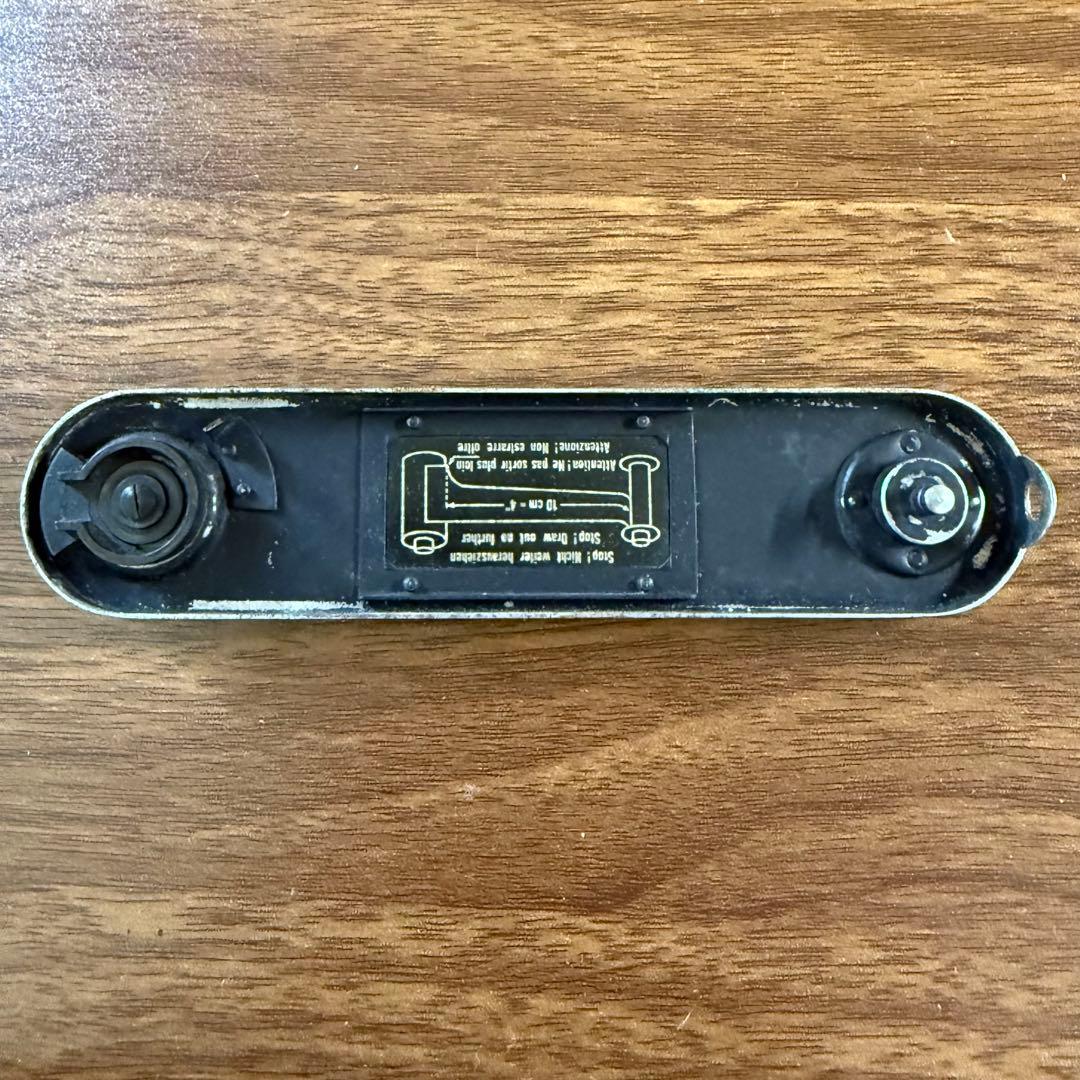 Stop! Nicht weiter herausziehen
Stop! Draw out no further
10 cm = 4"
Attention! Ne pas sortir plus loin
Attenzione! Non estrarre oltre